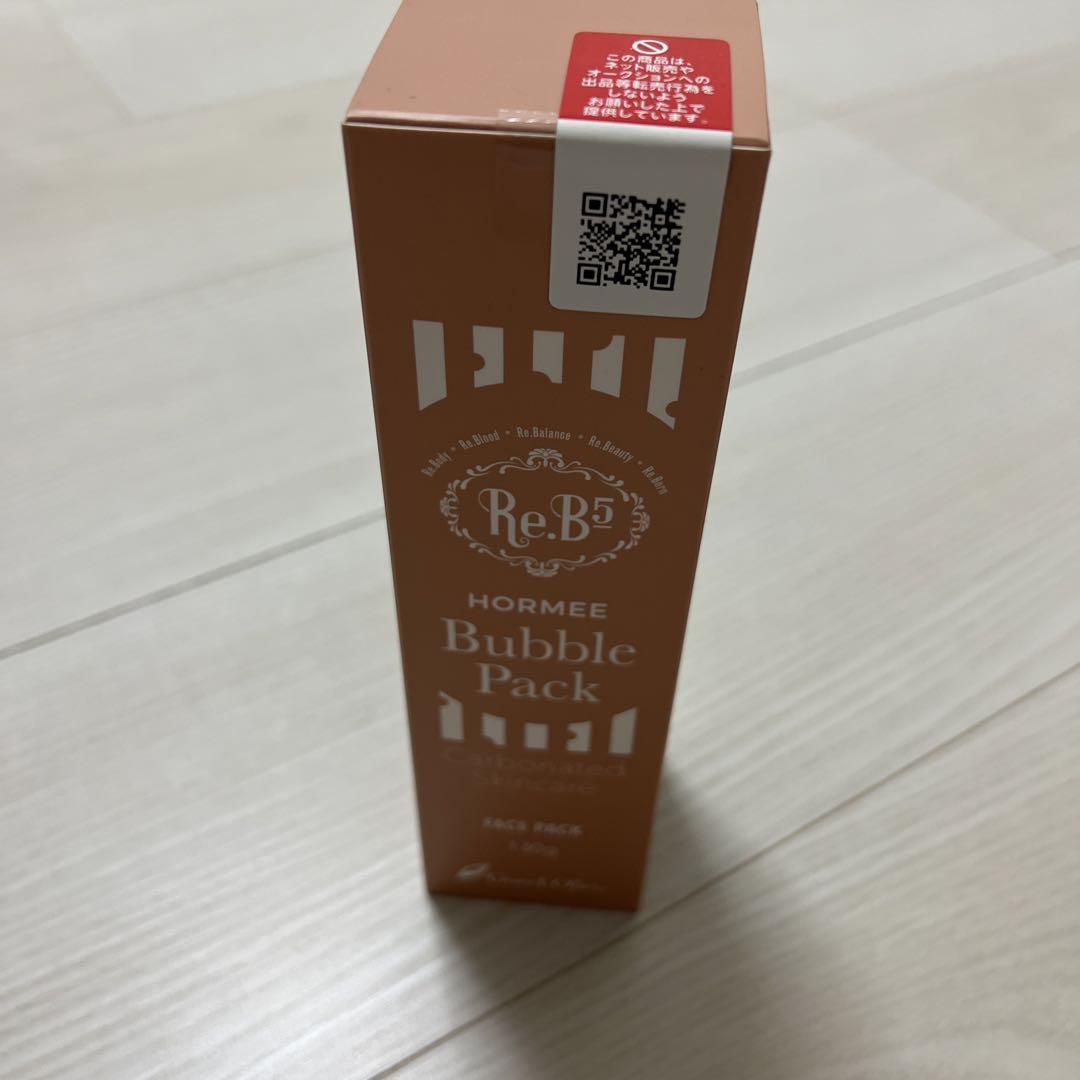 この商品は、
ネット販売や
オークションへの
出品等転売行為を
しないよう
お願いした上で
提供しています。
Re.Body • Re.Blood • Re.Balance • Re.Beauty • Re.Born
Re.B5
HORMEE
Bubble
Pack
Carbonated
Skincare
FACE PACK